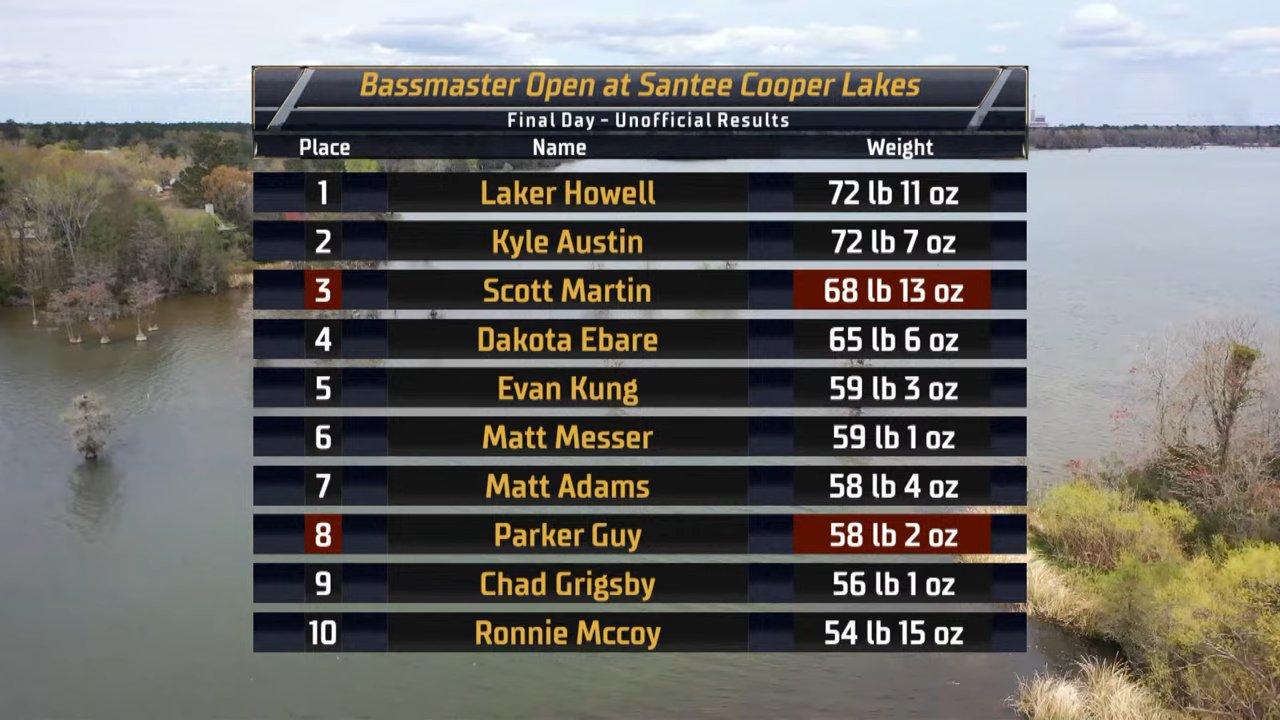 Bassmaster Open at Santee Cooper Lakes
Final Day - Unofficial Results
Place Name Weight
1 Laker Howell 72 lb 11 oz
2 Kyle Austin 72 lb 7 oz
3 Scott Martin 68 lb 13 oz
4 Dakota Ebare 65 lb 6 oz
5 Evan Kung 59 lb 3 oz
6 Matt Messer 59 lb 1 oz
7 Matt Adams 58 lb 4 oz
8 Parker Guy 58 lb 2 oz
9 Chad Grigsby 56 lb 1 oz
10 Ronnie Mccoy 54 lb 15 oz